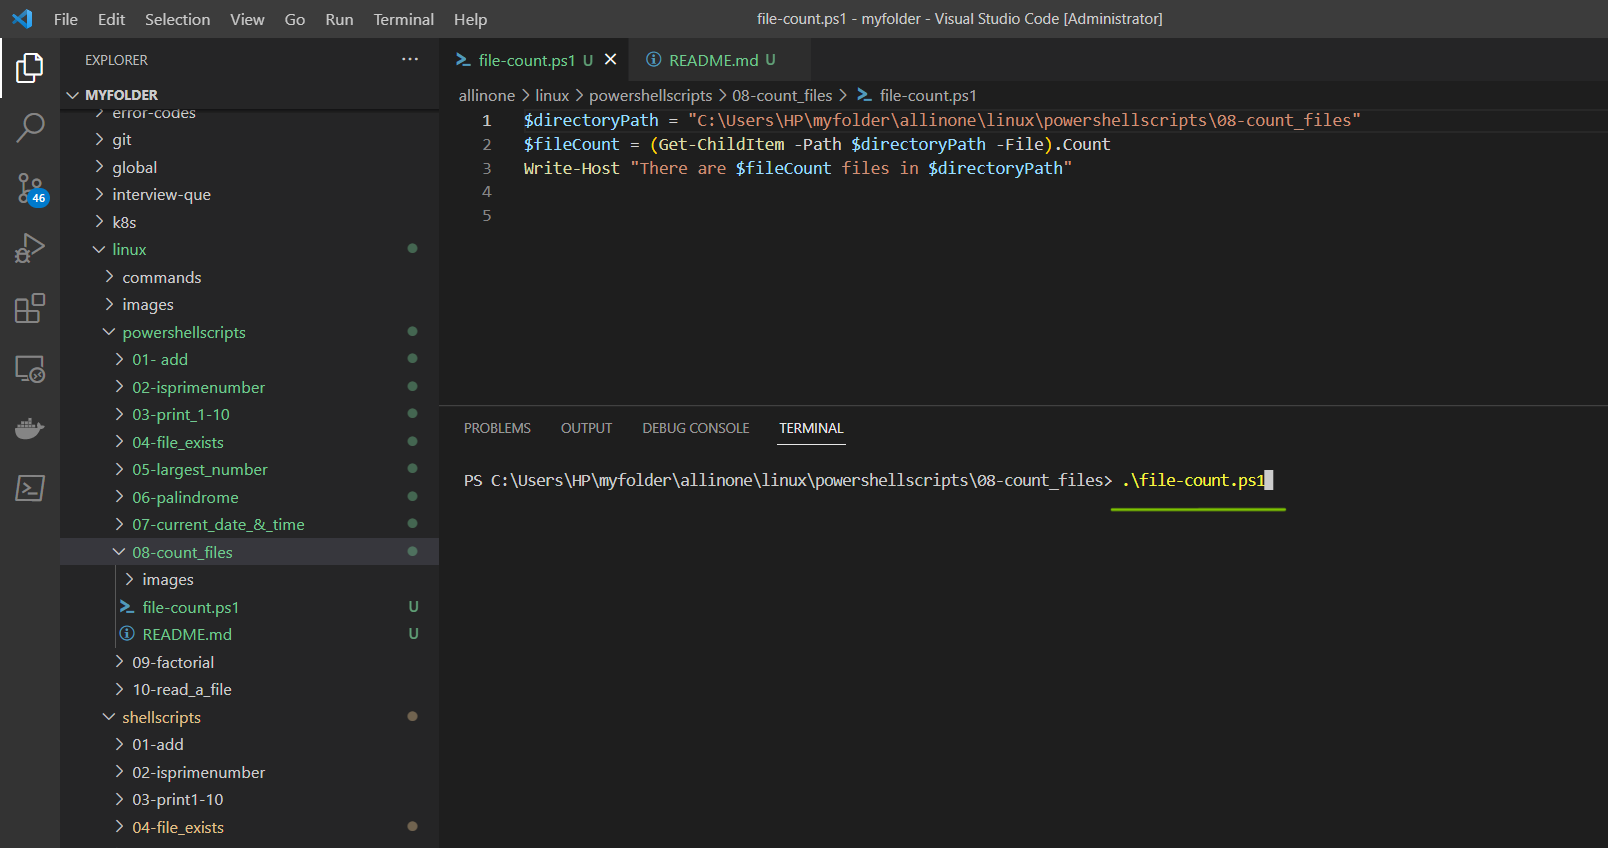 File Edit Selection View Go Run Terminal Help
file-count.ps1 - myfolder - Visual Studio Code [Administrator]
EXPLORER
MYFOLDER
error-codes
git
global
interview-que
k8s
linux
commands
images
powershellscripts
01- add
02-isprimenumber
03-print_1-10
04-file_exists
05-largest_number
06-palindrome
07-current_date_&_time
08-count_files
images
file-count.ps1 U
README.md U
09-factorial
10-read_a_file
shellscripts
01-add
02-isprimenumber
03-print1-10
04-file_exists
46
file-count.ps1 U
README.md U
allinone > linux > powershellscripts > 08-count_files > file-count.ps1
1 $directoryPath = "C:\Users\HP\myfolder\allinone\linux\powershellscripts\08-count_files"
2 $fileCount = (Get-ChildItem -Path $directoryPath -File).Count
3 Write-Host "There are $fileCount files in $directoryPath"
4
5
PROBLEMS OUTPUT DEBUG CONSOLE TERMINAL
PS C:\Users\HP\myfolder\allinone\linux\powershellscripts\08-count_files> .\file-count.ps1